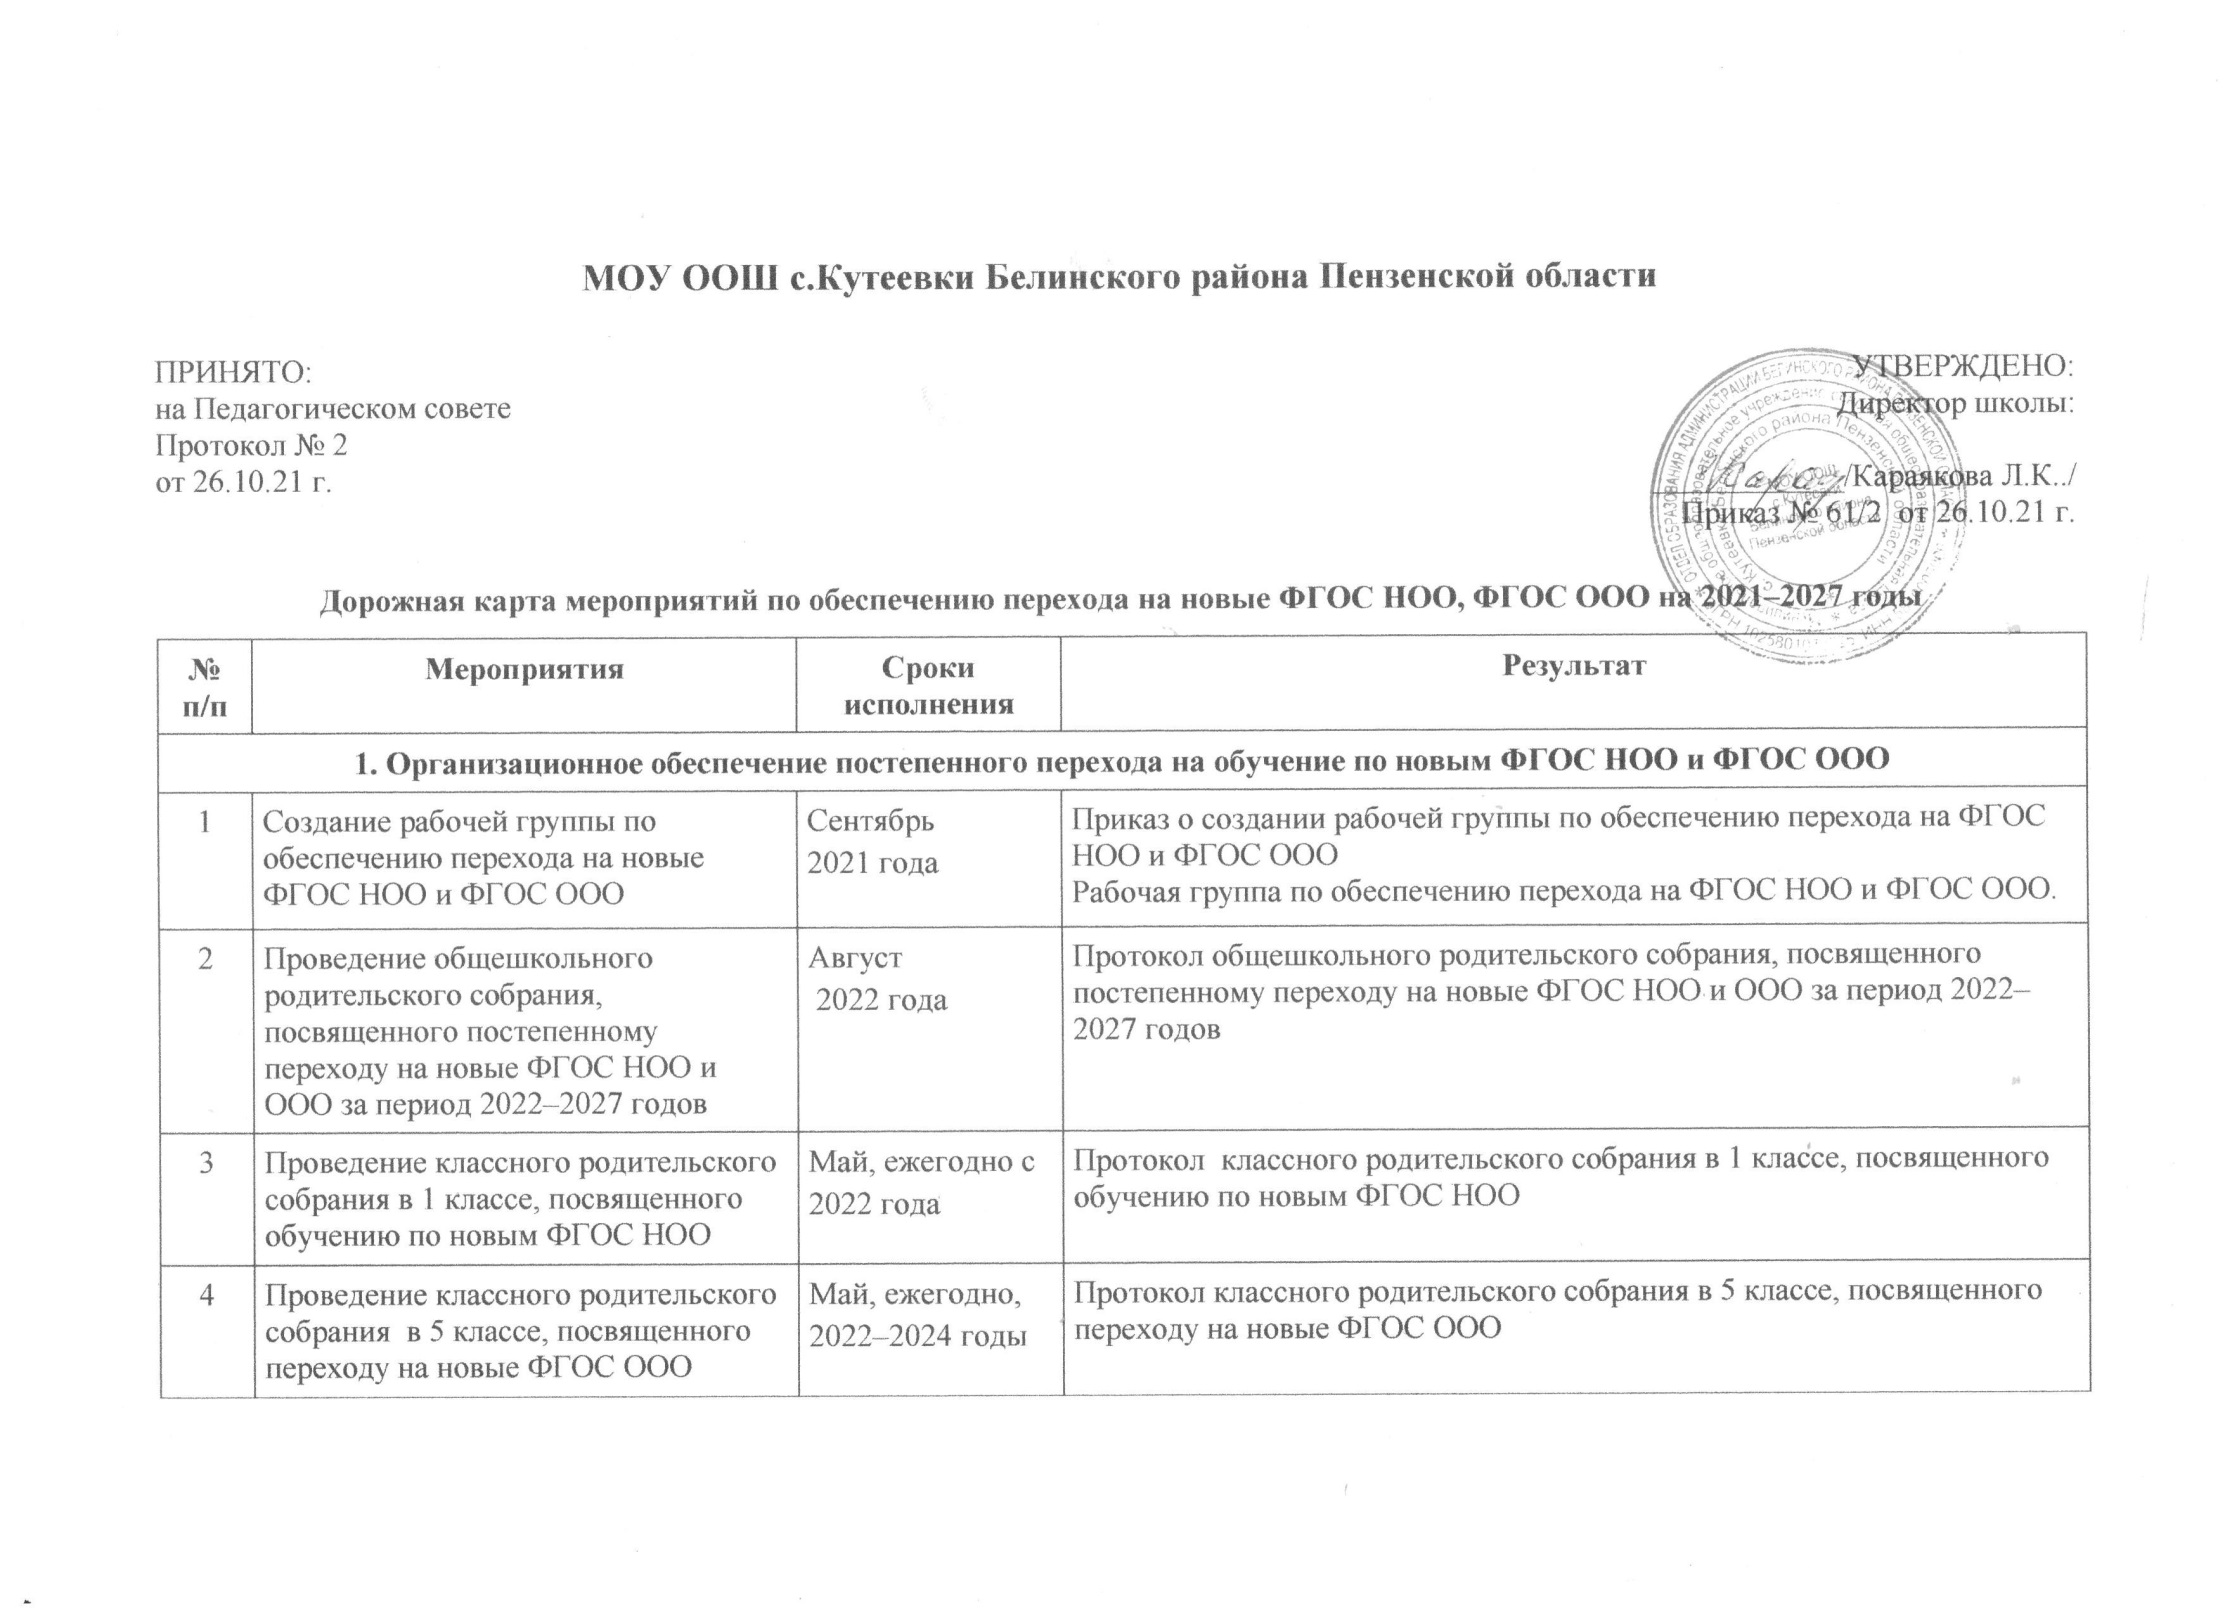 МОУ ООШ с.Кутеевки Белинского района Пензенской области
ПРИНЯТО:
на Педагогическом совете
Протокол № 2
от 26.10.21 г.
УТВЕРЖДЕНО:
Директор школы:
/Караякова Л.К../
Приказ № 61/2 от 26.10.21 г.
Дорожная карта мероприятий по обеспечению перехода на новые ФГОС НОО, ФГОС ООО на 2021–2027 годы
№
п/п
Мероприятия
Сроки
исполнения
Результат
1. Организационное обеспечение постепенного перехода на обучение по новым ФГОС НОО и ФГОС ООО
1
Создание рабочей группы по
обеспечению перехода на новые
ФГОС НОО и ФГОС ООО
Сентябрь
2021 года
Приказ о создании рабочей группы по обеспечению перехода на ФГОС
НОО и ФГОС ООО
Рабочая группа по обеспечению перехода на ФГОС НОО и ФГОС ООО.
2
Проведение общешкольного
родительского собрания,
посвященного постепенному
переходу на новые ФГОС НОО и
ООО за период 2022–2027 годов
Август
2022 года
Протокол общешкольного родительского собрания, посвященного
постепенному переходу на новые ФГОС НОО и ООО за период 2022–
2027 годов
3
Проведение классного родительского
собрания в 1 классе, посвященного
обучению по новым ФГОС НОО
Май, ежегодно с
2022 года
Протокол классного родительского собрания в 1 классе, посвященного
обучению по новым ФГОС НОО
4
Проведение классного родительского
собрания в 5 классе, посвященного
переходу на новые ФГОС ООО
Май, ежегодно,
2022–2024 годы
Протокол классного родительского собрания в 5 классе, посвященного
переходу на новые ФГОС ООО